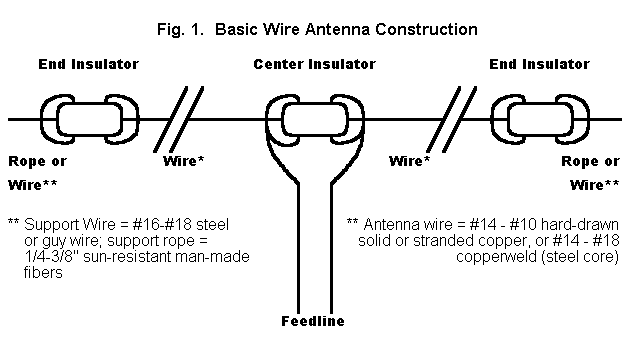 Fig. 1.  Basic Wire Antenna Construction
End Insulator
Center Insulator
End Insulator
Rope or
Wire**
Wire*
Wire*
Rope or
Wire**
** Support Wire = #16-#18 steel
or guy wire; support rope =
1/4-3/8" sun-resistant man-made
fibers
** Antenna wire = #14 - #10 hard-drawn
solid or stranded copper, or #14 - #18
copperweld (steel core)
Feedline